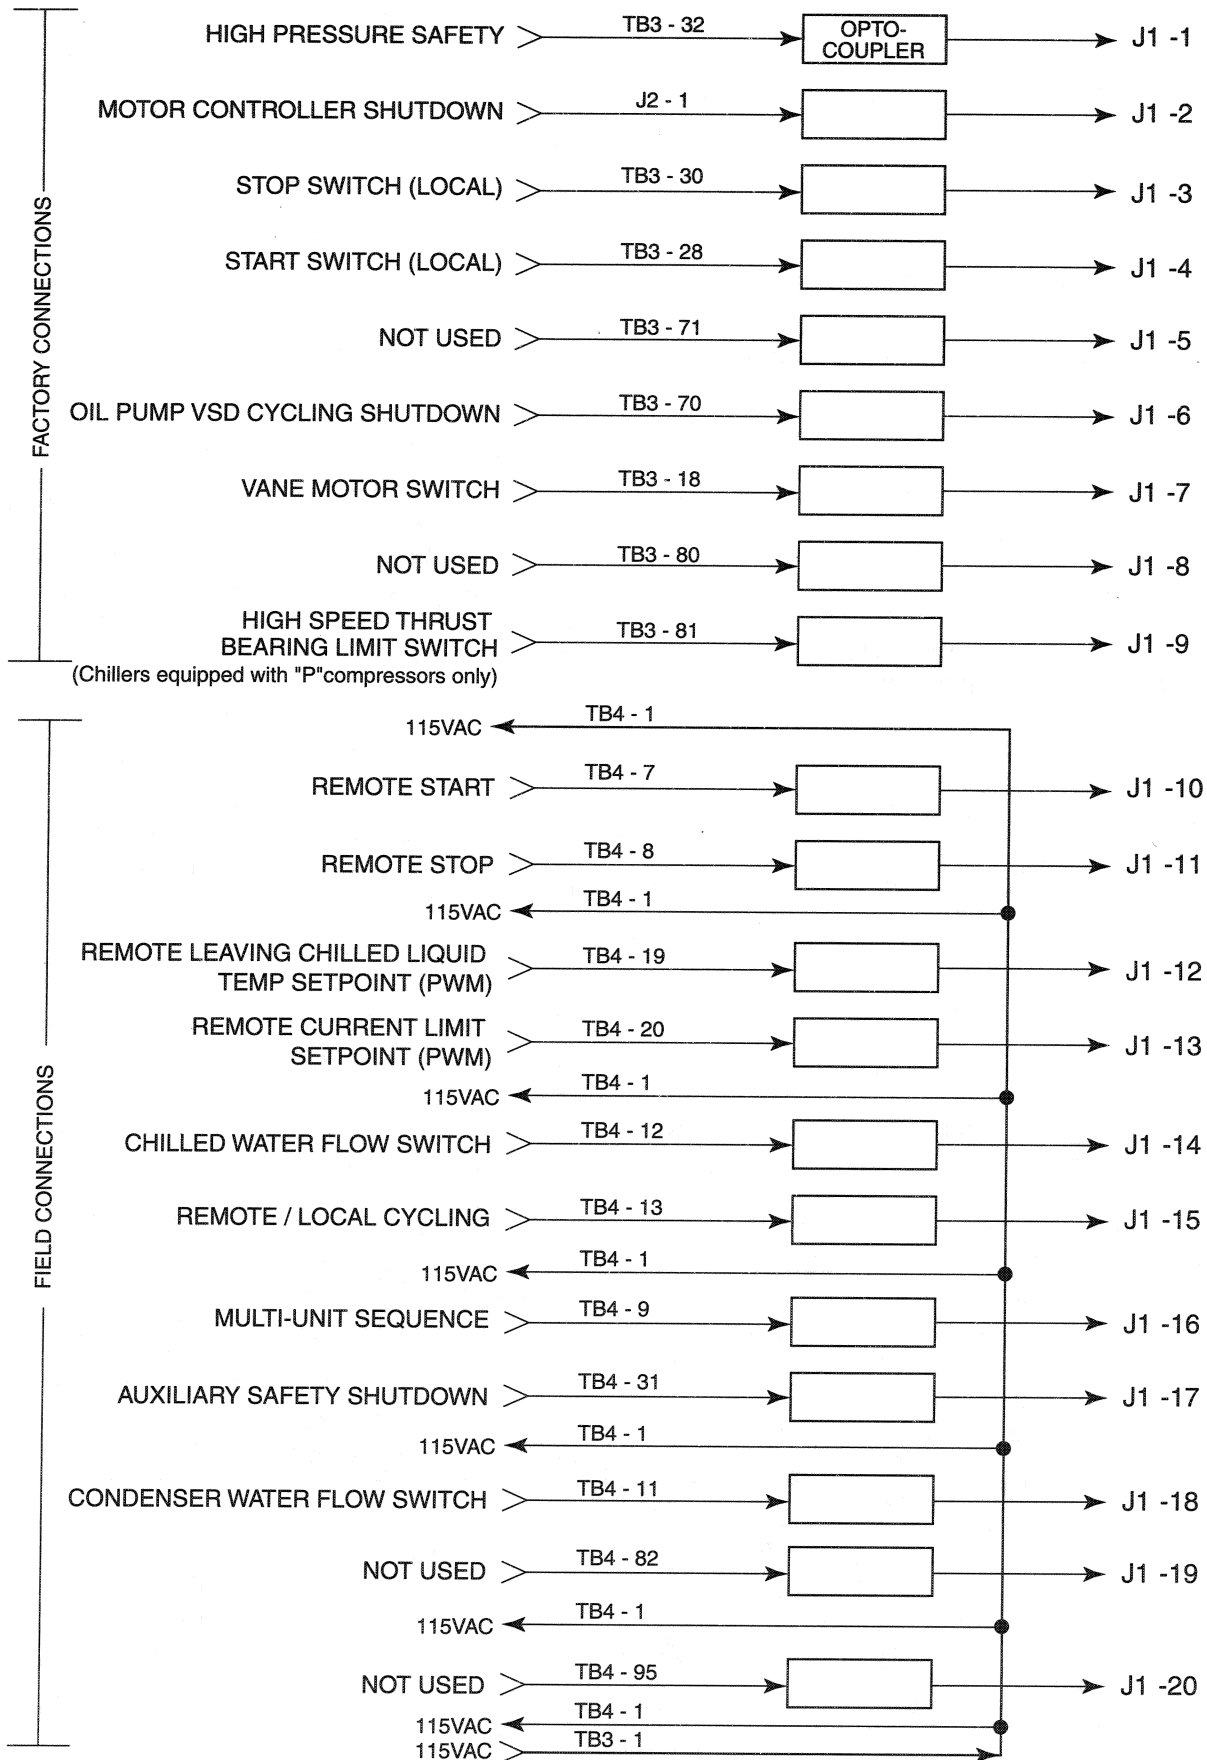 HIGH PRESSURE SAFETY TB3 - 32 OPTO-
COUPLER J1 -1
MOTOR CONTROLLER SHUTDOWN J2 - 1 J1 -2
STOP SWITCH (LOCAL) TB3 - 30 J1 -3
START SWITCH (LOCAL) TB3 - 28 J1 -4
NOT USED TB3 - 71 J1 -5
OIL PUMP VSD CYCLING SHUTDOWN TB3 - 70 J1 -6
VANE MOTOR SWITCH TB3 - 18 J1 -7
NOT USED TB3 - 80 J1 -8
HIGH SPEED THRUST
BEARING LIMIT SWITCH TB3 - 81 J1 -9
(Chillers equipped with "P"compressors only)
FACTORY CONNECTIONS
115VAC TB4 - 1
REMOTE START TB4 - 7 J1 -10
REMOTE STOP TB4 - 8 J1 -11
115VAC TB4 - 1
REMOTE LEAVING CHILLED LIQUID
TEMP SETPOINT (PWM) TB4 - 19 J1 -12
REMOTE CURRENT LIMIT
SETPOINT (PWM) TB4 - 20 J1 -13
115VAC TB4 - 1
CHILLED WATER FLOW SWITCH TB4 - 12 J1 -14
REMOTE / LOCAL CYCLING TB4 - 13 J1 -15
115VAC TB4 - 1
MULTI-UNIT SEQUENCE TB4 - 9 J1 -16
AUXILIARY SAFETY SHUTDOWN TB4 - 31 J1 -17
115VAC TB4 - 1
CONDENSER WATER FLOW SWITCH TB4 - 11 J1 -18
NOT USED TB4 - 82 J1 -19
115VAC TB4 - 1
NOT USED TB4 - 95 J1 -20
115VAC TB4 - 1
115VAC TB3 - 1
FIELD CONNECTIONS